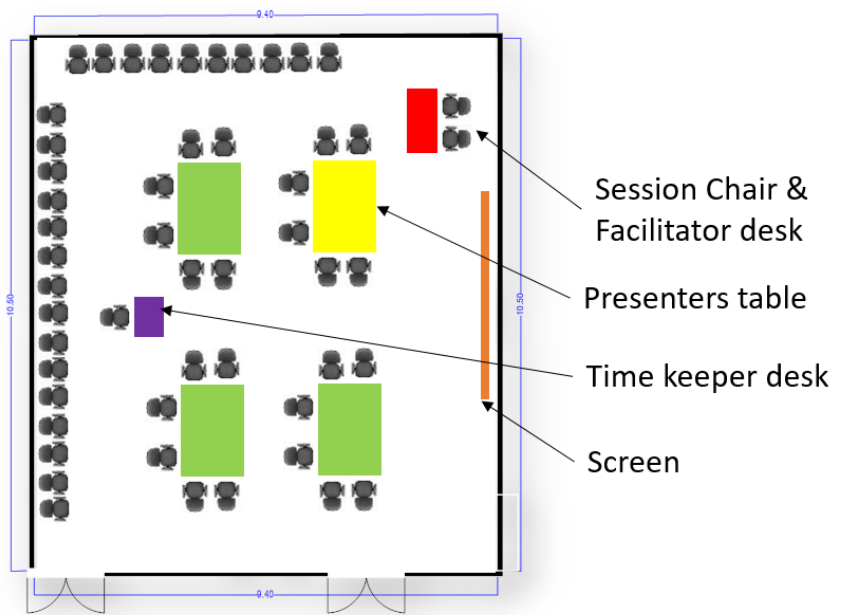 9.40
10.50
10.50
Session Chair &
Facilitator desk
Presenters table
Time keeper desk
Screen
9.40